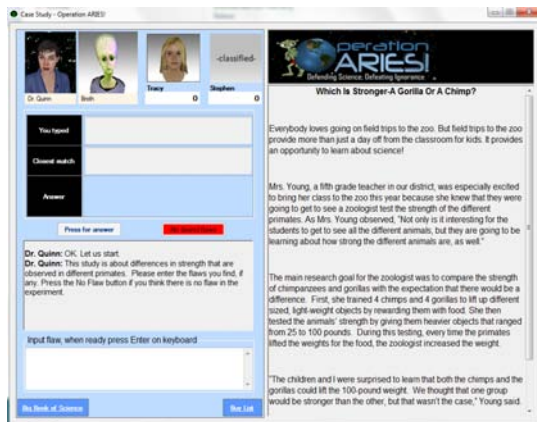 Case Study - Operation ARIES!
Dr. Quinn
Broth
Tracy
0
-classified-
Stephen
0
You typed
Closest match
Answer
Press for answer
Dr. Quinn: OK. Let us start.
Dr. Quinn: This study is about differences in strength that are
observed in different primates. Please enter the flaws you find, if
any. Press the No Flaw button if you think there is no flaw in the
experiment.
Input flaw, when ready press Enter on keyboard
Big Book of Science
Operation
ARIES!
Defending Science, Defeating Ignorance
Which Is Stronger-A Gorilla Or A Chimp?
Everybody loves going on field trips to the zoo. But field trips to the zoo
provide more than just a day off from the classroom for kids. It provides
an opportunity to learn about science!
Mrs. Young, a fifth grade teacher in our district, was especially excited
to bring her class to the zoo this year because she knew that they were
going to get to see a zoologist test the strength of the different
primates. As Mrs. Young observed, "Not only is it interesting for the
students to get to see all the different animals, but they are going to be
learning about how strong the different animals are, as well."
The main research goal for the zoologist was to compare the strength
of chimpanzees and gorillas with the expectation that there would be a
difference. First, she trained 4 chimps and 4 gorillas to lift up different
sized, light-weight objects by rewarding them with food. She then
tested the animals' strength by giving them heavier objects that ranged
from 25 to 100 pounds. During this testing, every time the primates
lifted the weights for the food, the zoologist increased the weight.
"The children and I were surprised to learn that both the chimps and the
gorillas could lift the 100-pound weight. We thought that one group
would be stronger than the other, but that wasn't the case," Young said.